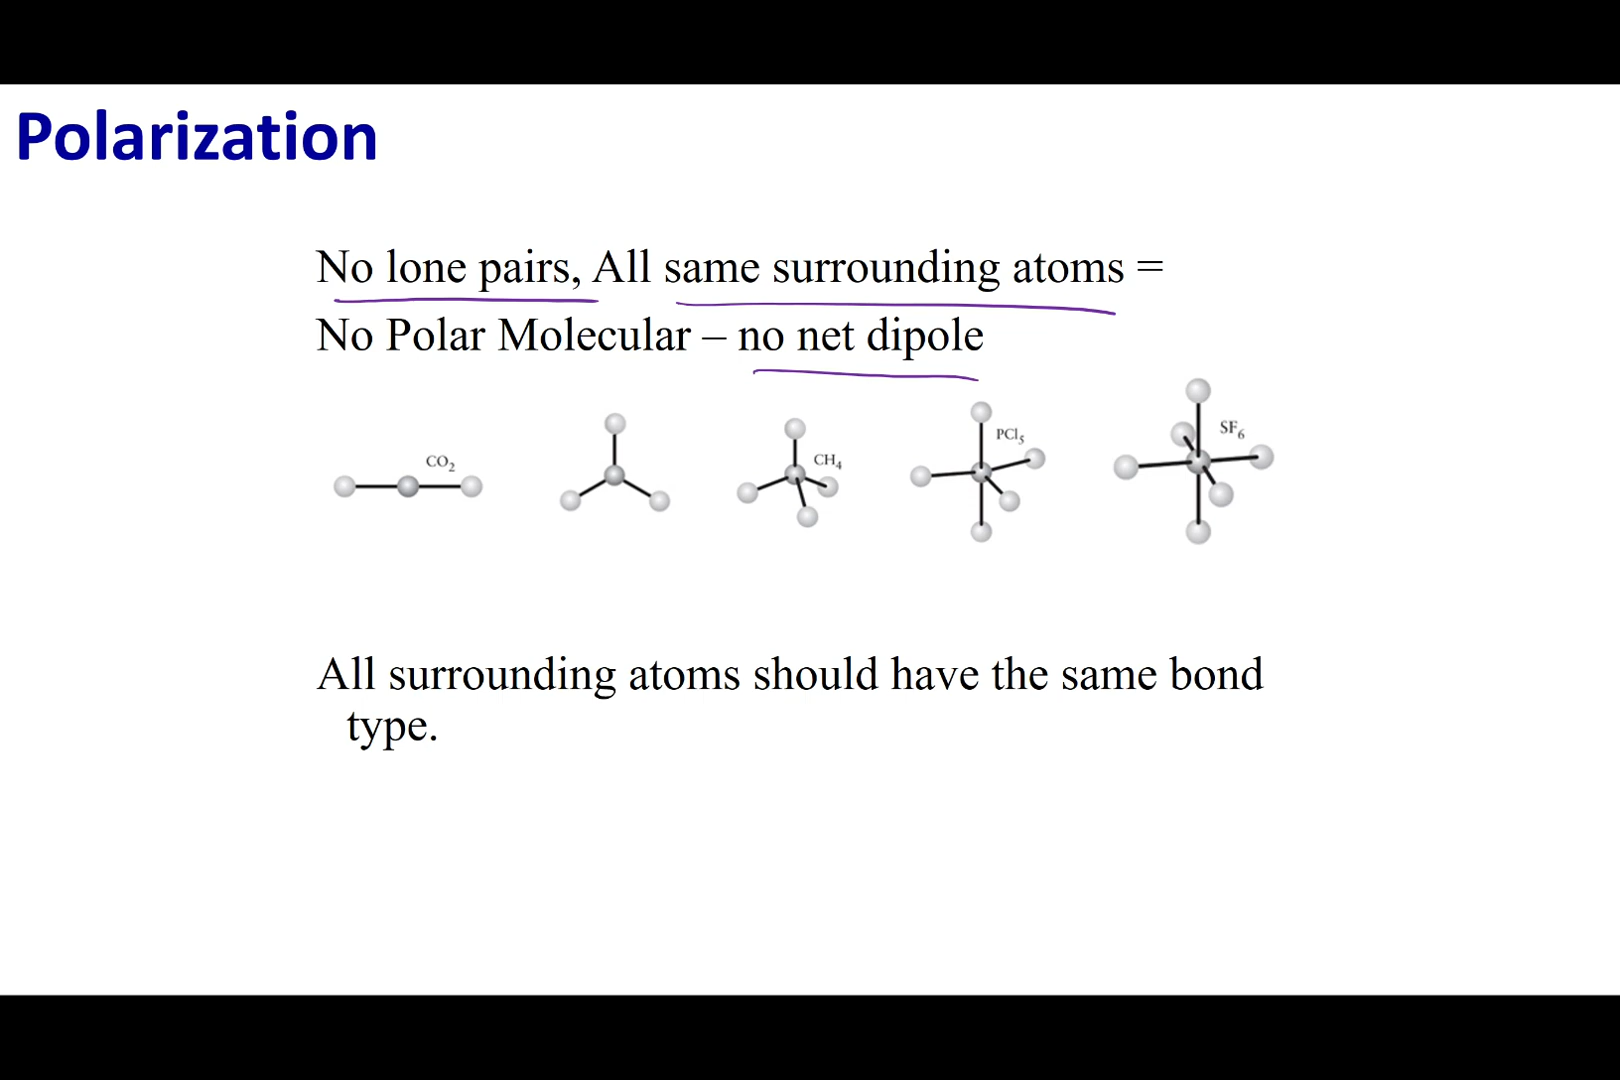 Polarization
No lone pairs, All same surrounding atoms =
No Polar Molecular – no net dipole
CO₂
CH₄
PCl₅
SF₆
All surrounding atoms should have the same bond
type.